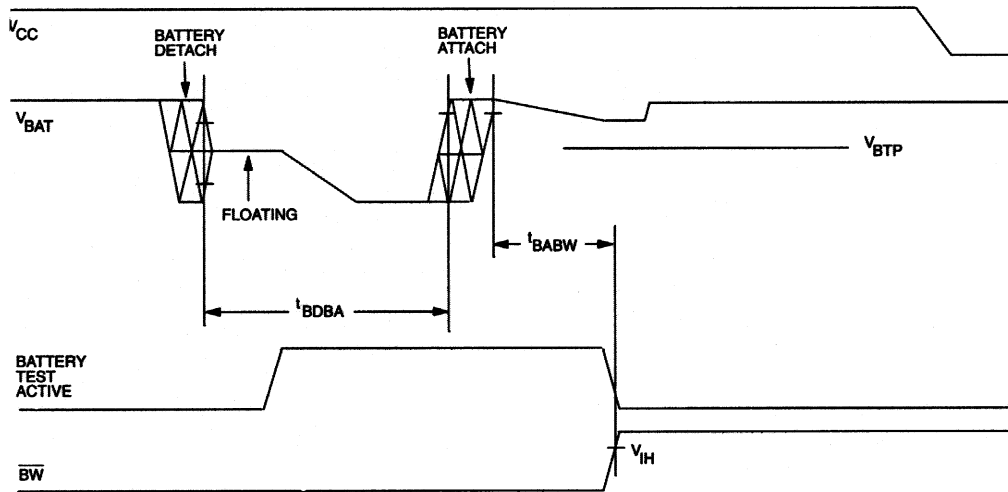 VCC
BATTERY
DETACH
BATTERY
ATTACH
VBAT
VBTP
FLOATING
tBABW
tBDBA
BATTERY
TEST
ACTIVE
VIH
BW